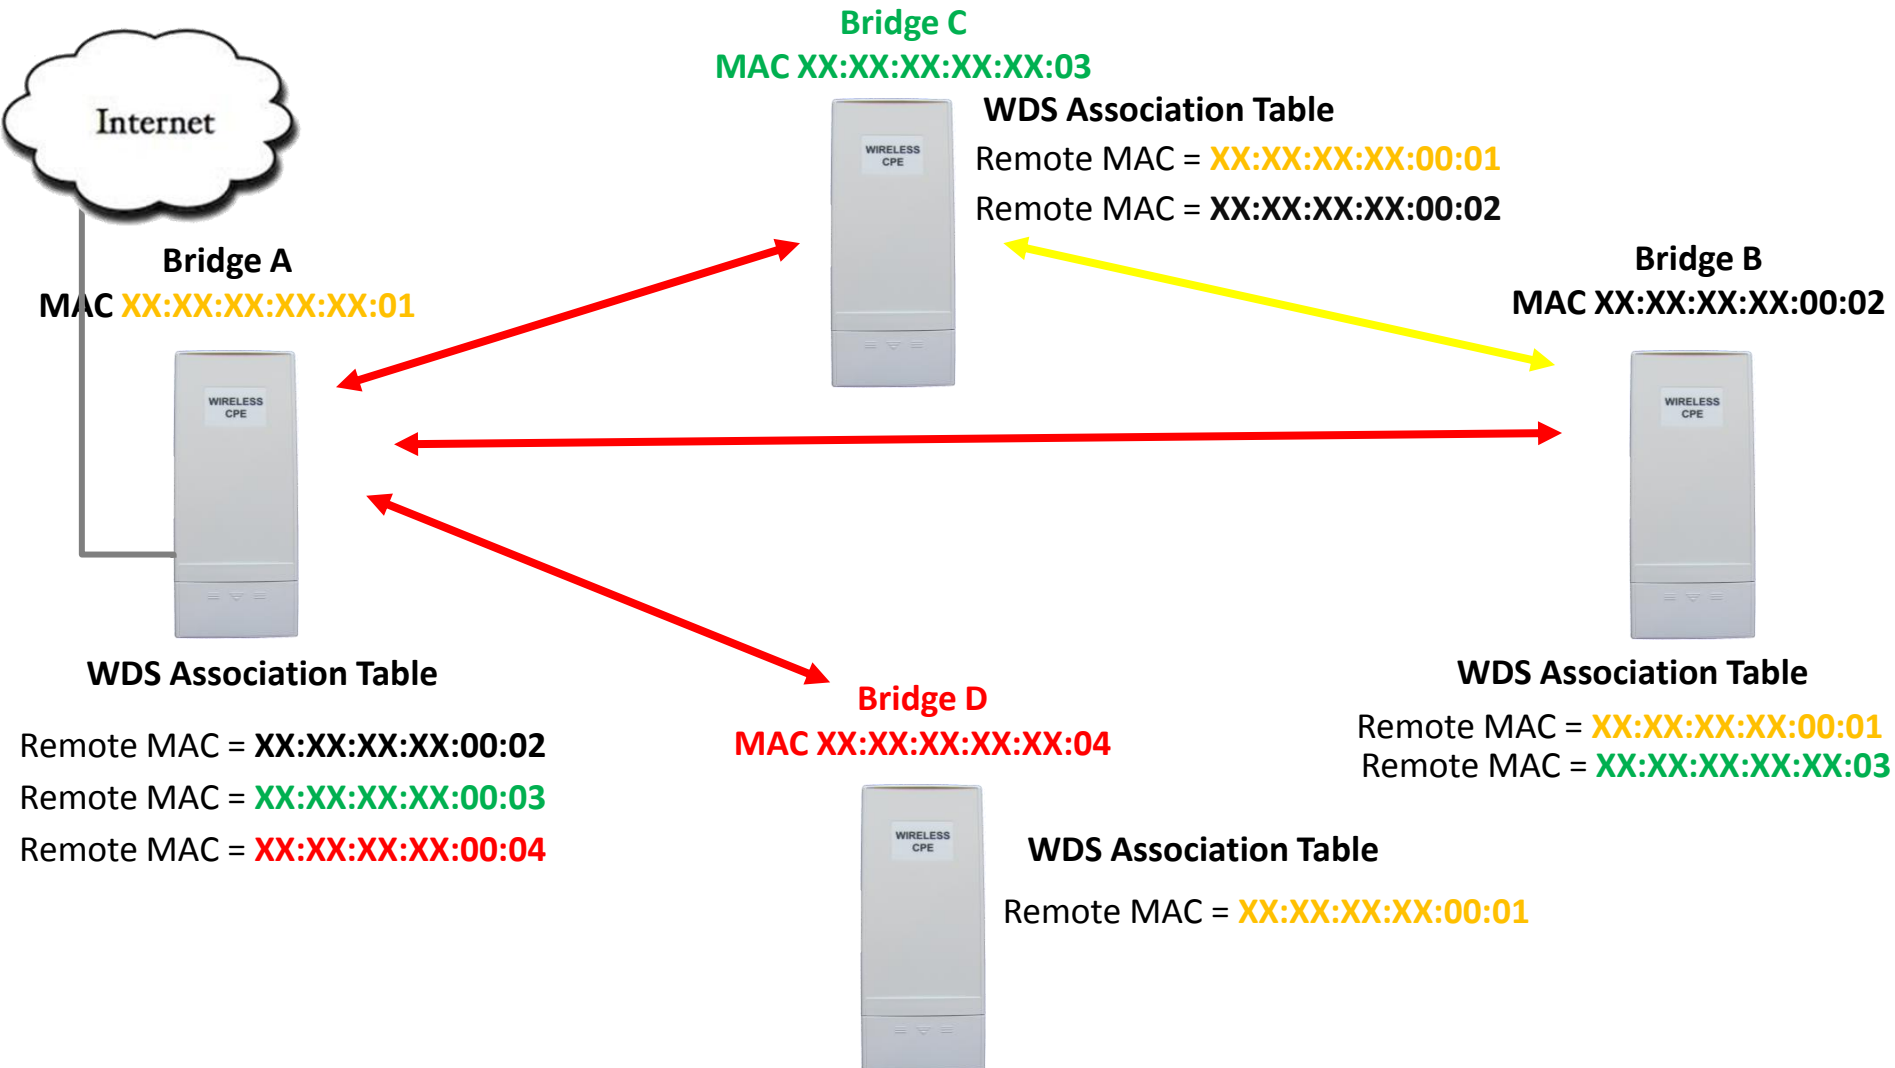 Internet
Bridge C
MAC XX:XX:XX:XX:XX:03
WDS Association Table
Remote MAC = XX:XX:XX:XX:00:01
Remote MAC = XX:XX:XX:XX:00:02
WIRELESS
CPE
Bridge A
MAC XX:XX:XX:XX:XX:01
WIRELESS
CPE
WDS Association Table
Remote MAC = XX:XX:XX:XX:00:02
Remote MAC = XX:XX:XX:XX:00:03
Remote MAC = XX:XX:XX:XX:00:04
Bridge B
MAC XX:XX:XX:XX:00:02
WIRELESS
CPE
WDS Association Table
Remote MAC = XX:XX:XX:XX:00:01
Remote MAC = XX:XX:XX:XX:XX:03
Bridge D
MAC XX:XX:XX:XX:XX:04
WIRELESS
CPE
WDS Association Table
Remote MAC = XX:XX:XX:XX:00:01